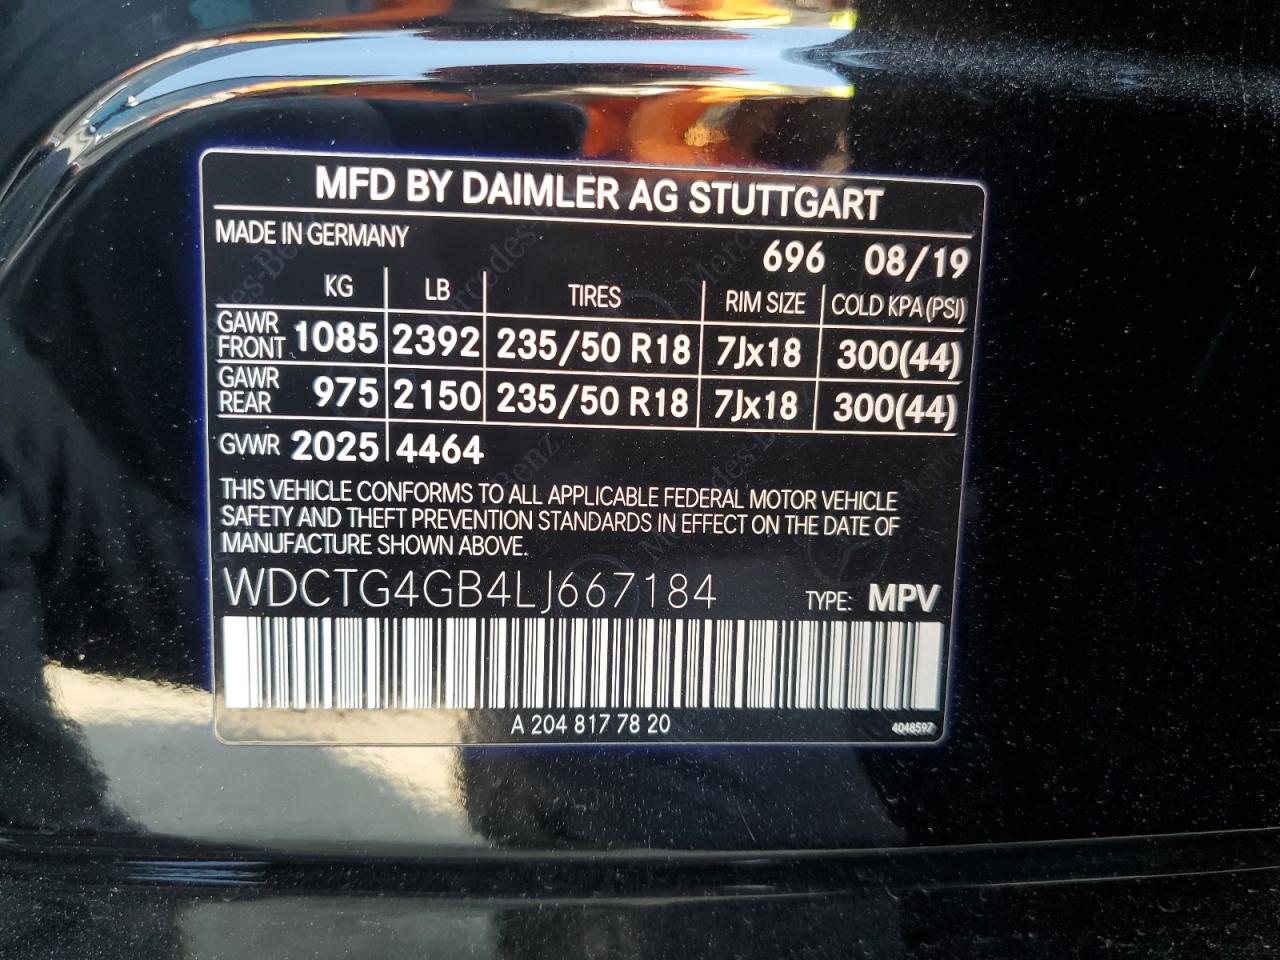 MFD BY DAIMLER AG STUTTGART
MADE IN GERMANY
696 08/19
KG LB TIRES RIM SIZE COLD KPA (PSI)
GAWR FRONT 1085 2392 235/50 R18 7Jx18 300(44)
GAWR REAR 975 2150 235/50 R18 7Jx18 300(44)
GVWR 2025 4464
THIS VEHICLE CONFORMS TO ALL APPLICABLE FEDERAL MOTOR VEHICLE
SAFETY AND THEFT PREVENTION STANDARDS IN EFFECT ON THE DATE OF
MANUFACTURE SHOWN ABOVE.
WDCTG4GB4LJ667184 TYPE: MPV
A 204 817 78 20
4048597